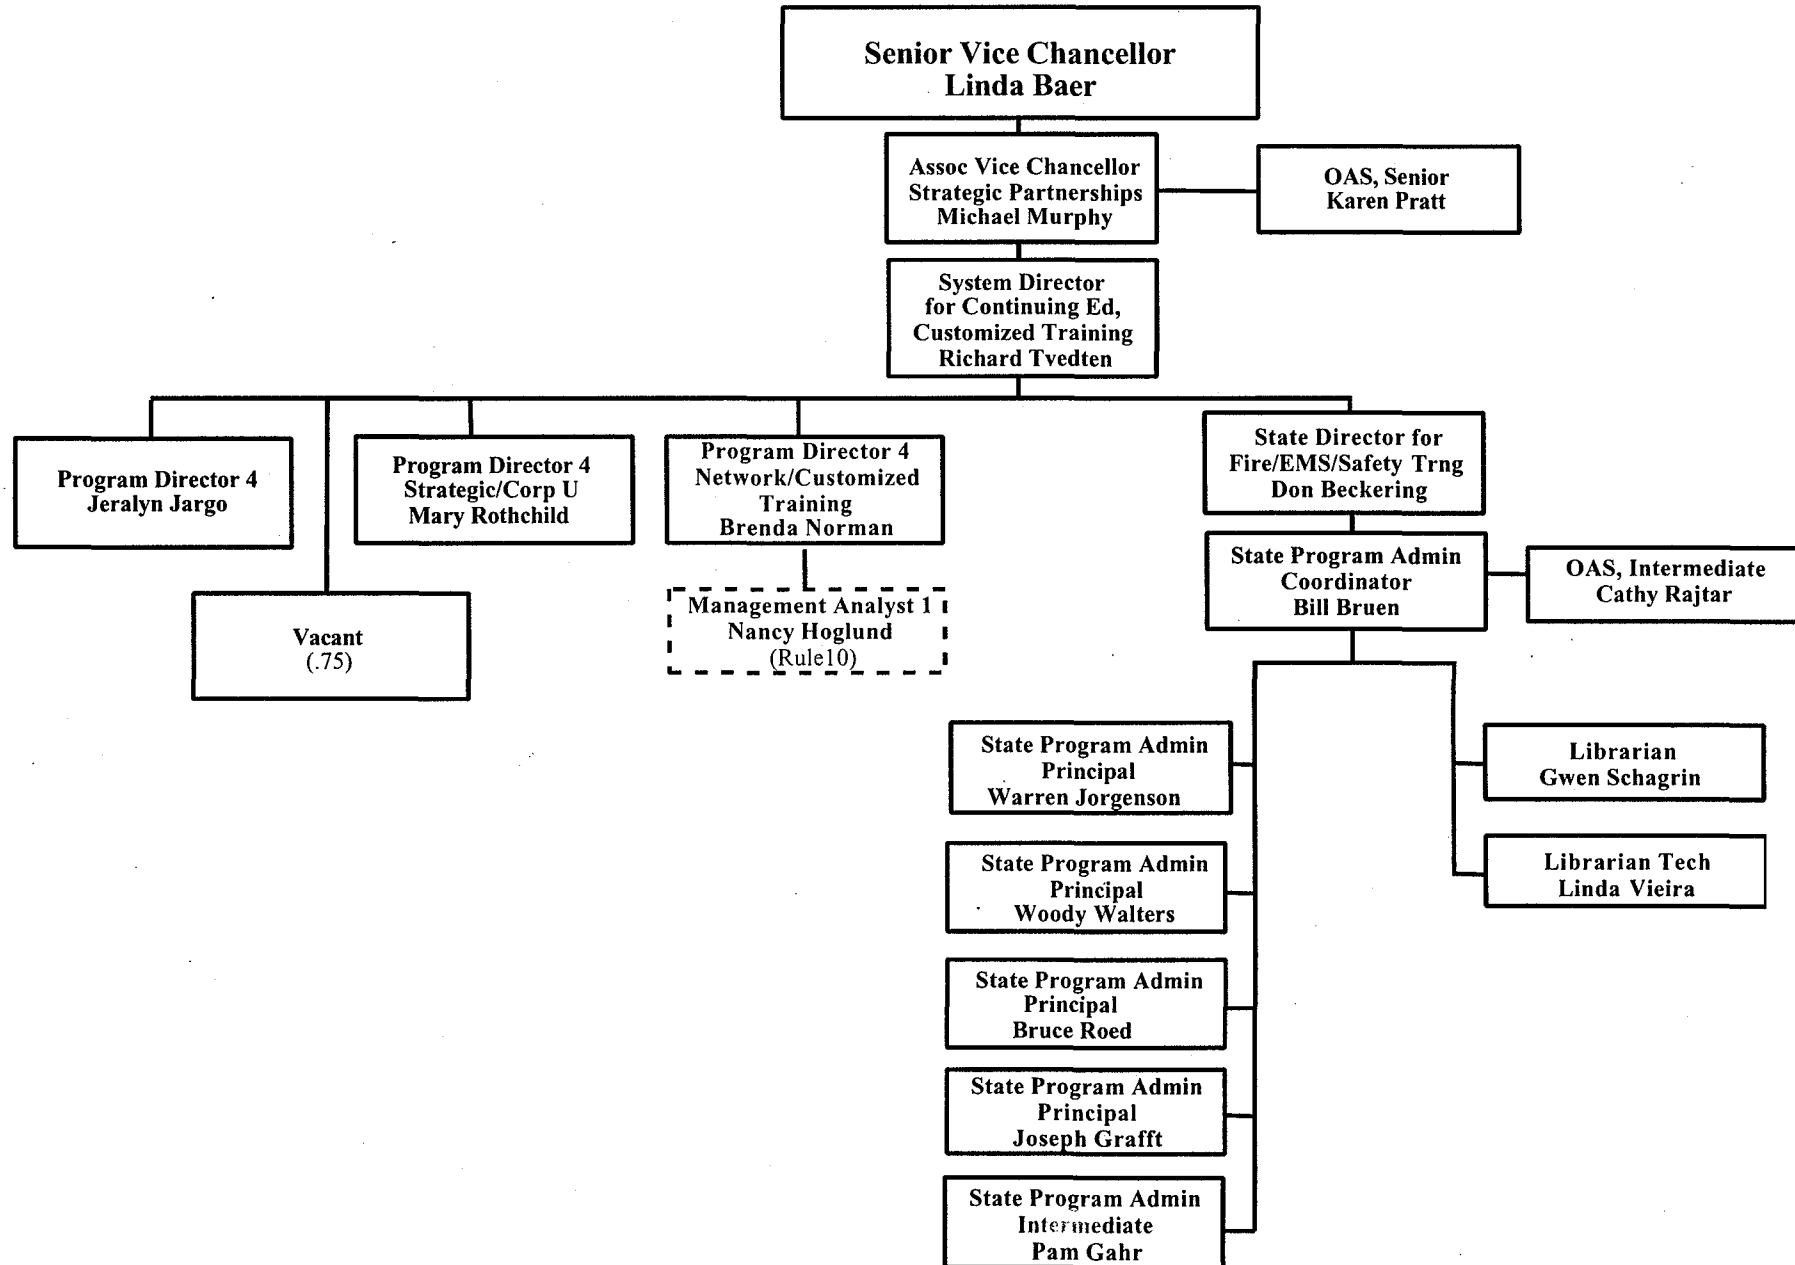 Senior Vice Chancellor
Linda Baer
Assoc Vice Chancellor
Strategic Partnerships
Michael Murphy
OAS, Senior
Karen Pratt
System Director
for Continuing Ed,
Customized Training
Richard Tvedten
Program Director 4
Jeralyn Jargo
Program Director 4
Strategic/Corp U
Mary Rothchild
Program Director 4
Network/Customized
Training
Brenda Norman
State Director for
Fire/EMS/Safety Trng
Don Beckering
Vacant
(.75)
Management Analyst 1
Nancy Hoglund
(Rule10)
State Program Admin
Coordinator
Bill Bruen
OAS, Intermediate
Cathy Rajtar
State Program Admin
Principal
Warren Jorgenson
State Program Admin
Principal
Woody Walters
State Program Admin
Principal
Bruce Roed
State Program Admin
Principal
Joseph Grafft
State Program Admin
Intermediate
Pam Gahr
Librarian
Gwen Schagrin
Librarian Tech
Linda Vieira